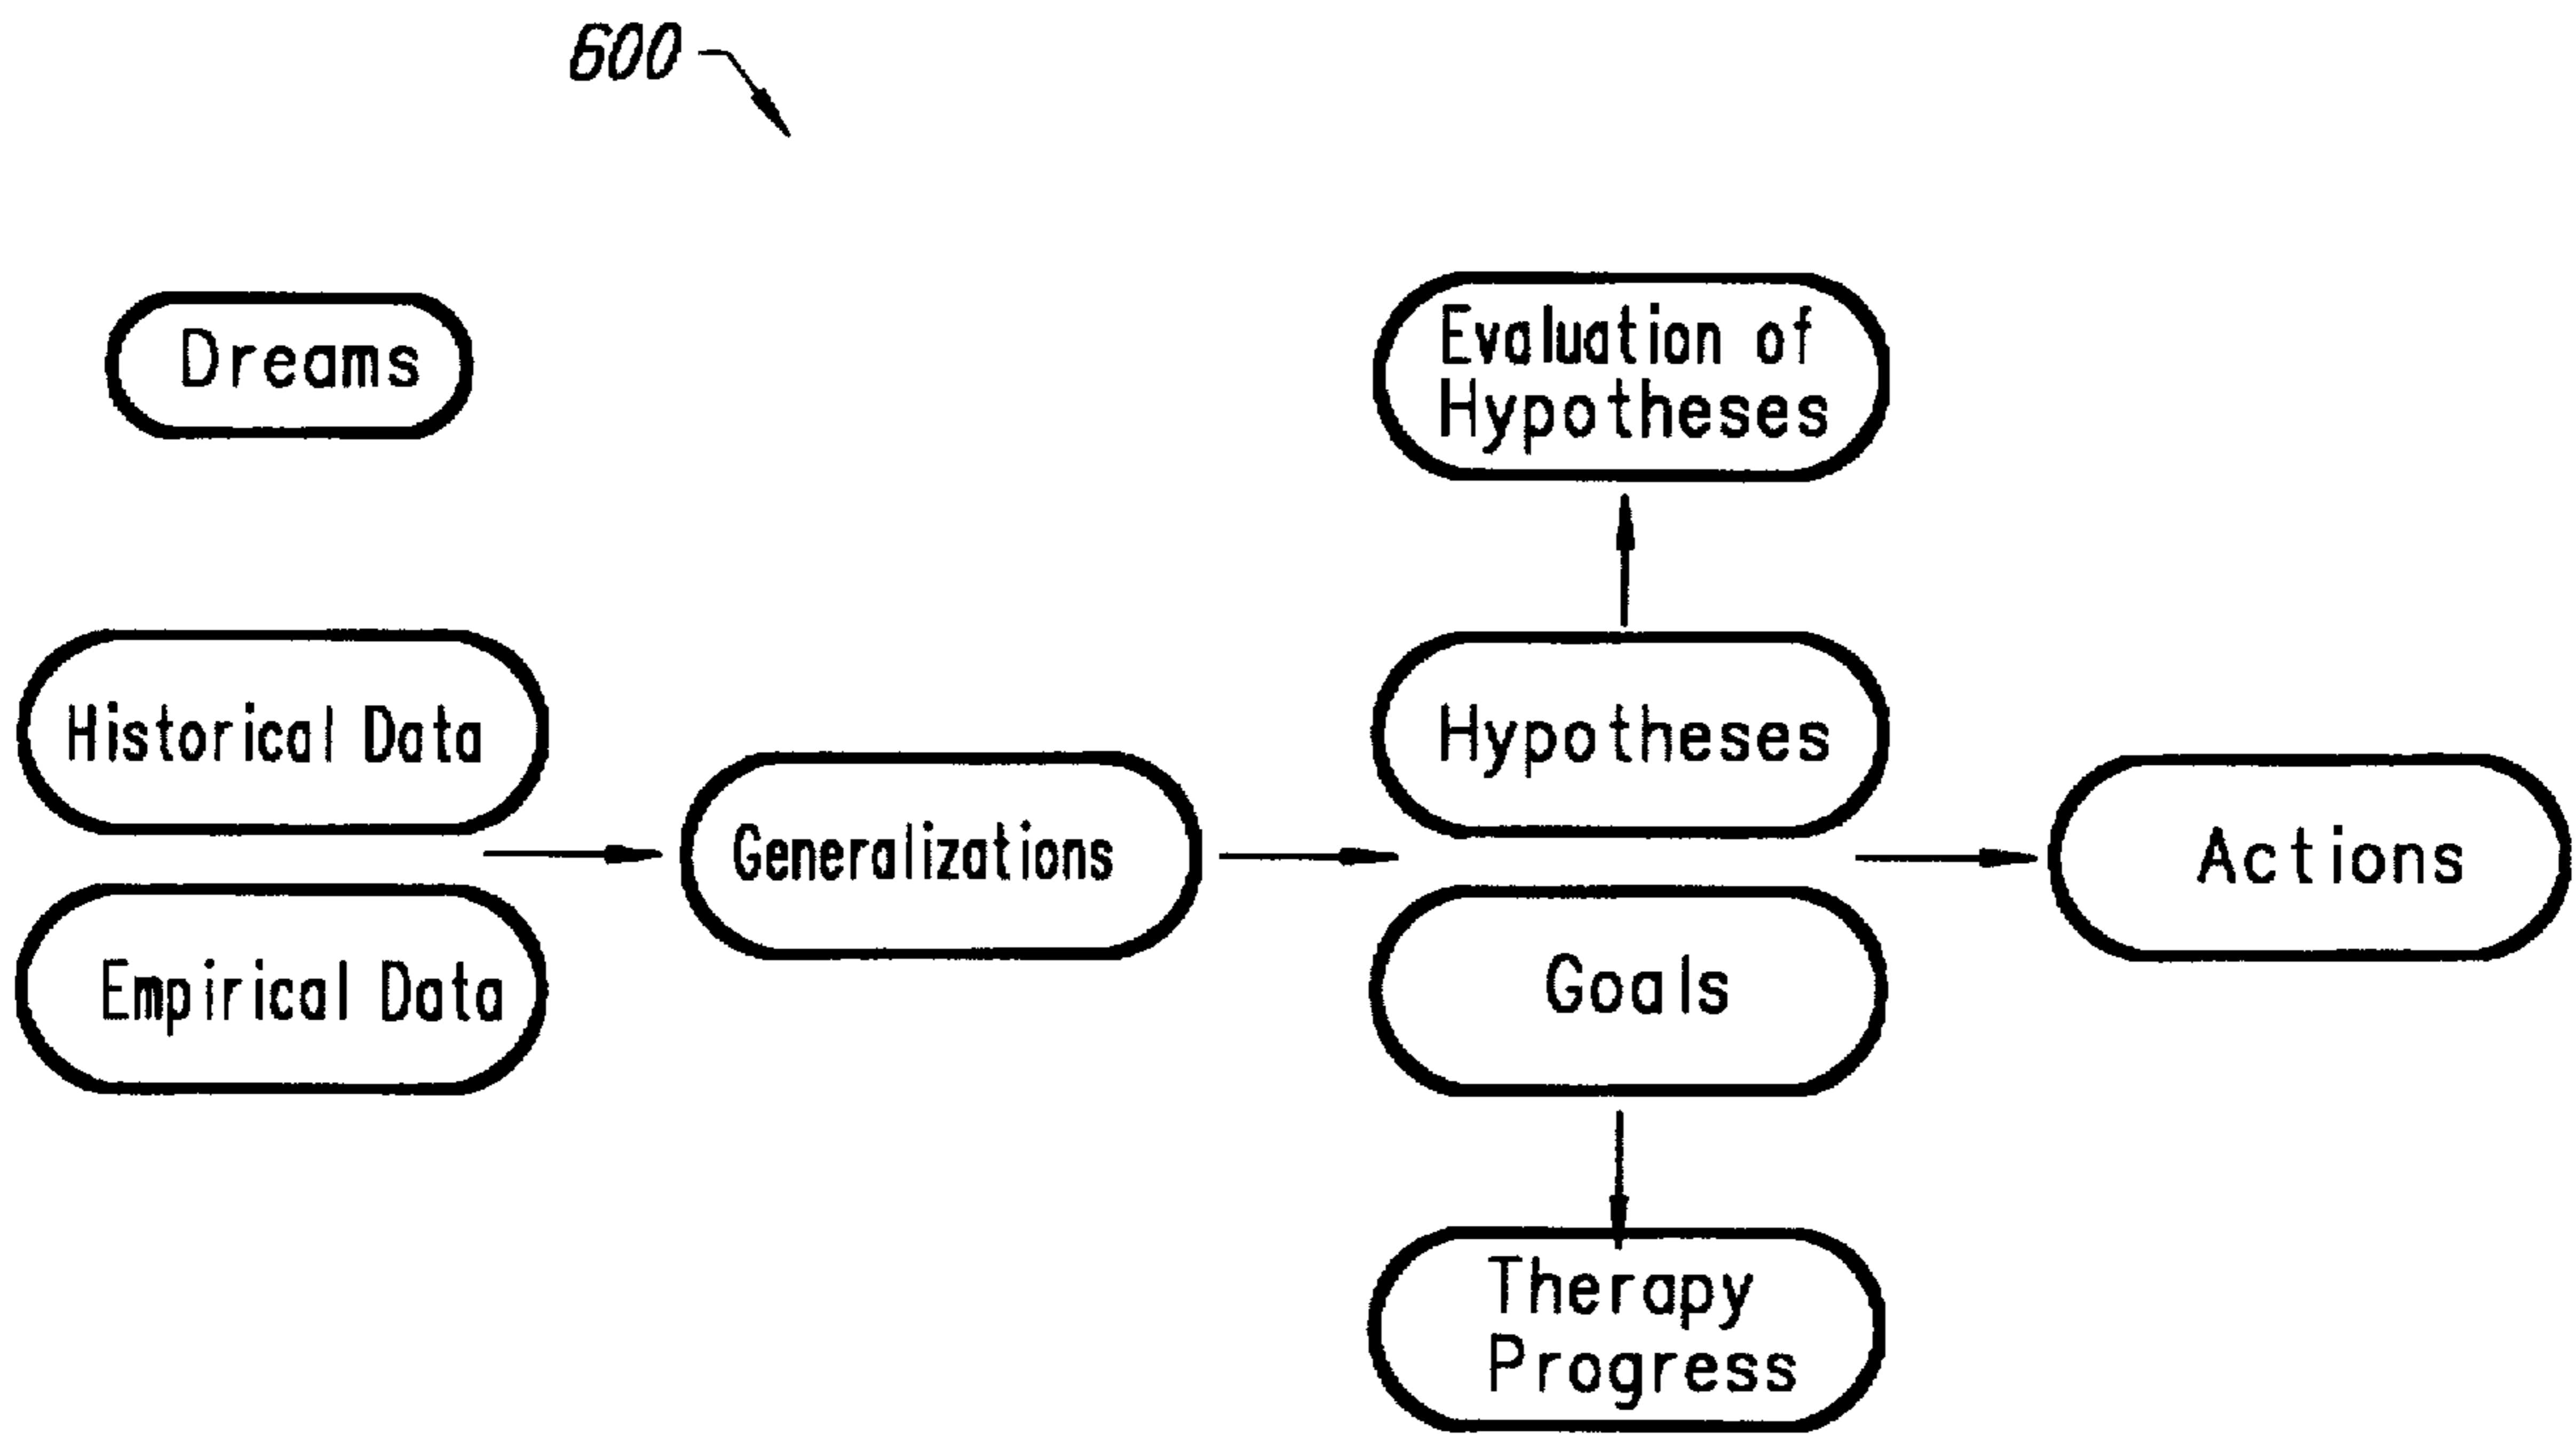 600
Dreams
Evaluation of
Hypotheses
Historical Data
Hypotheses
Generalizations
Actions
Empirical Data
Goals
Therapy
Progress